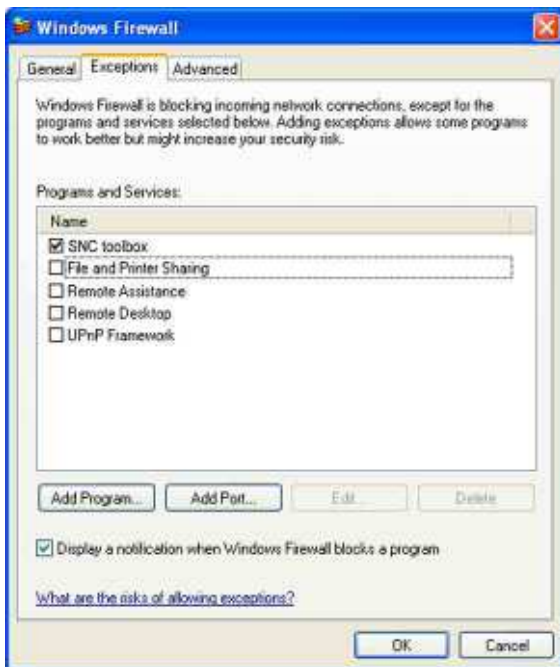 Windows Firewall
General Exceptions Advanced
Windows Firewall is blocking incoming network connections, except for the
programs and services selected below. Adding exceptions allows some programs
to work better but might increase your security risk.
Programs and Services:
Name
SNC toolbox
File and Printer Sharing
Remote Assistance
Remote Desktop
UPnP Framework
Add Program... Add Port... Edit... Delete
Display a notification when Windows Firewall blocks a program
What are the risks of allowing exceptions?
OK Cancel